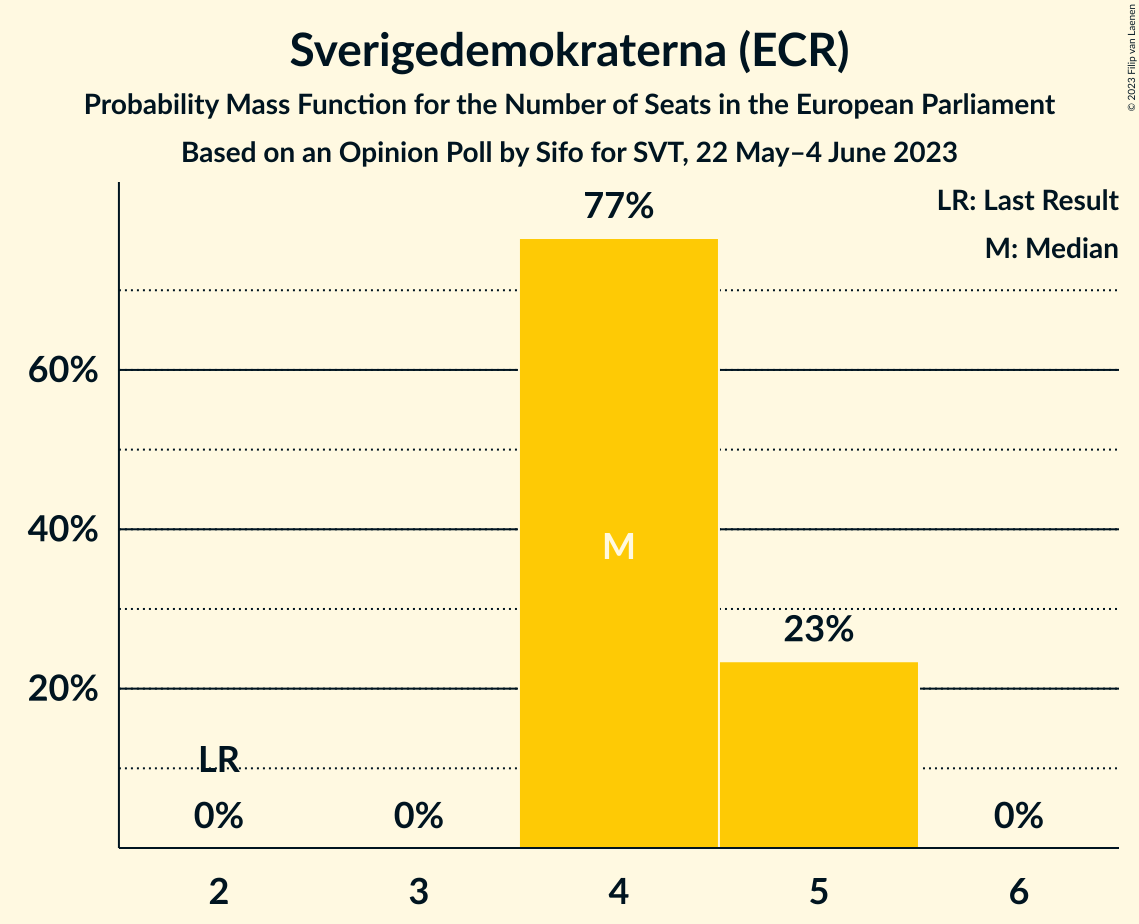 Sverigedemokraterna (ECR)
Probability Mass Function for the Number of Seats in the European Parliament
Based on an Opinion Poll by Sifo for SVT, 22 May–4 June 2023
© 2023 Filip van Laenen
LR: Last Result
M: Median
77%
60%
40%
20%
M
23%
LR
0%
0%
0%
2
3
4
5
6